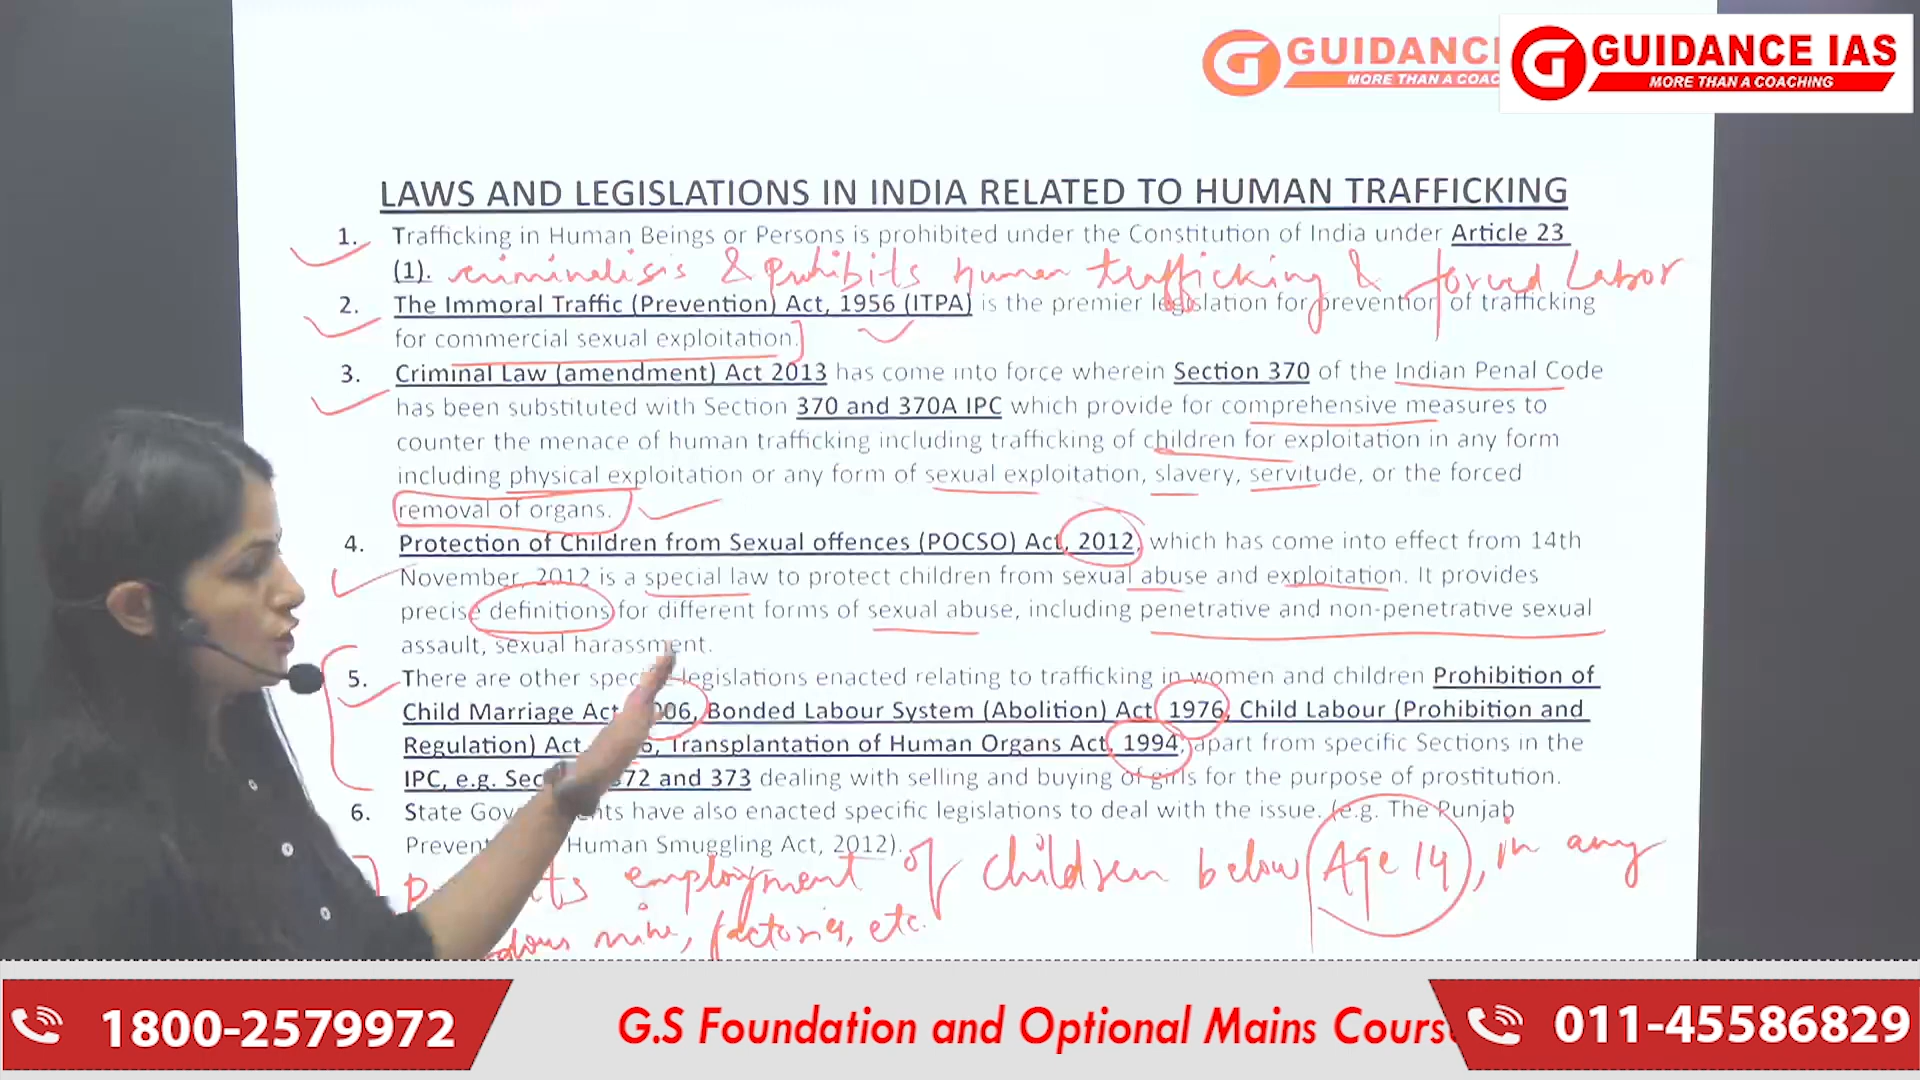 GUIDANCE
MORE THAN A COAC
GUIDANCE IAS
MORE THAN A COACHING
LAWS AND LEGISLATIONS IN INDIA RELATED TO HUMAN TRAFFICKING
1. Trafficking in Human Beings or Persons is prohibited under the Constitution of India under Article 23
(1). criminalisis & prohibits human trafficking & forced Labor
2. The Immoral Traffic (Prevention) Act, 1956 (ITPA) is the premier legislation for prevention of trafficking
for commercial sexual exploitation.
3. Criminal Law (amendment) Act 2013 has come into force wherein Section 370 of the Indian Penal Code
has been substituted with Section 370 and 370A IPC which provide for comprehensive measures to
counter the menace of human trafficking including trafficking of children for exploitation in any form
including physical exploitation or any form of sexual exploitation, slavery, servitude, or the forced
removal of organs.
4. Protection of Children from Sexual offences (POCSO) Act, 2012, which has come into effect from 14th
November, 2012 is a special law to protect children from sexual abuse and exploitation. It provides
precise definitions for different forms of sexual abuse, including penetrative and non-penetrative sexual
assault, sexual harassment.
5. There are other legislations enacted relating to trafficking in women and children Prohibition of
Child Marriage Act 06, Bonded Labour System (Abolition) Act 1976, Child Labour (Prohibition and
Regulation) Act, Transplantation of Human Organs Act, 1994, apart from specific Sections in the
IPC, e.g. 72 and 373 dealing with selling and buying of girls for the purpose of prostitution.
6. State have also enacted specific legislations to deal with the issue. (e.g. The Punjab
Human Smuggling Act, 2012).
employment of children below Age 14, in any
mine, factories, etc.
1800-2579972
G.S Foundation and Optional Mains Cours
011-45586829